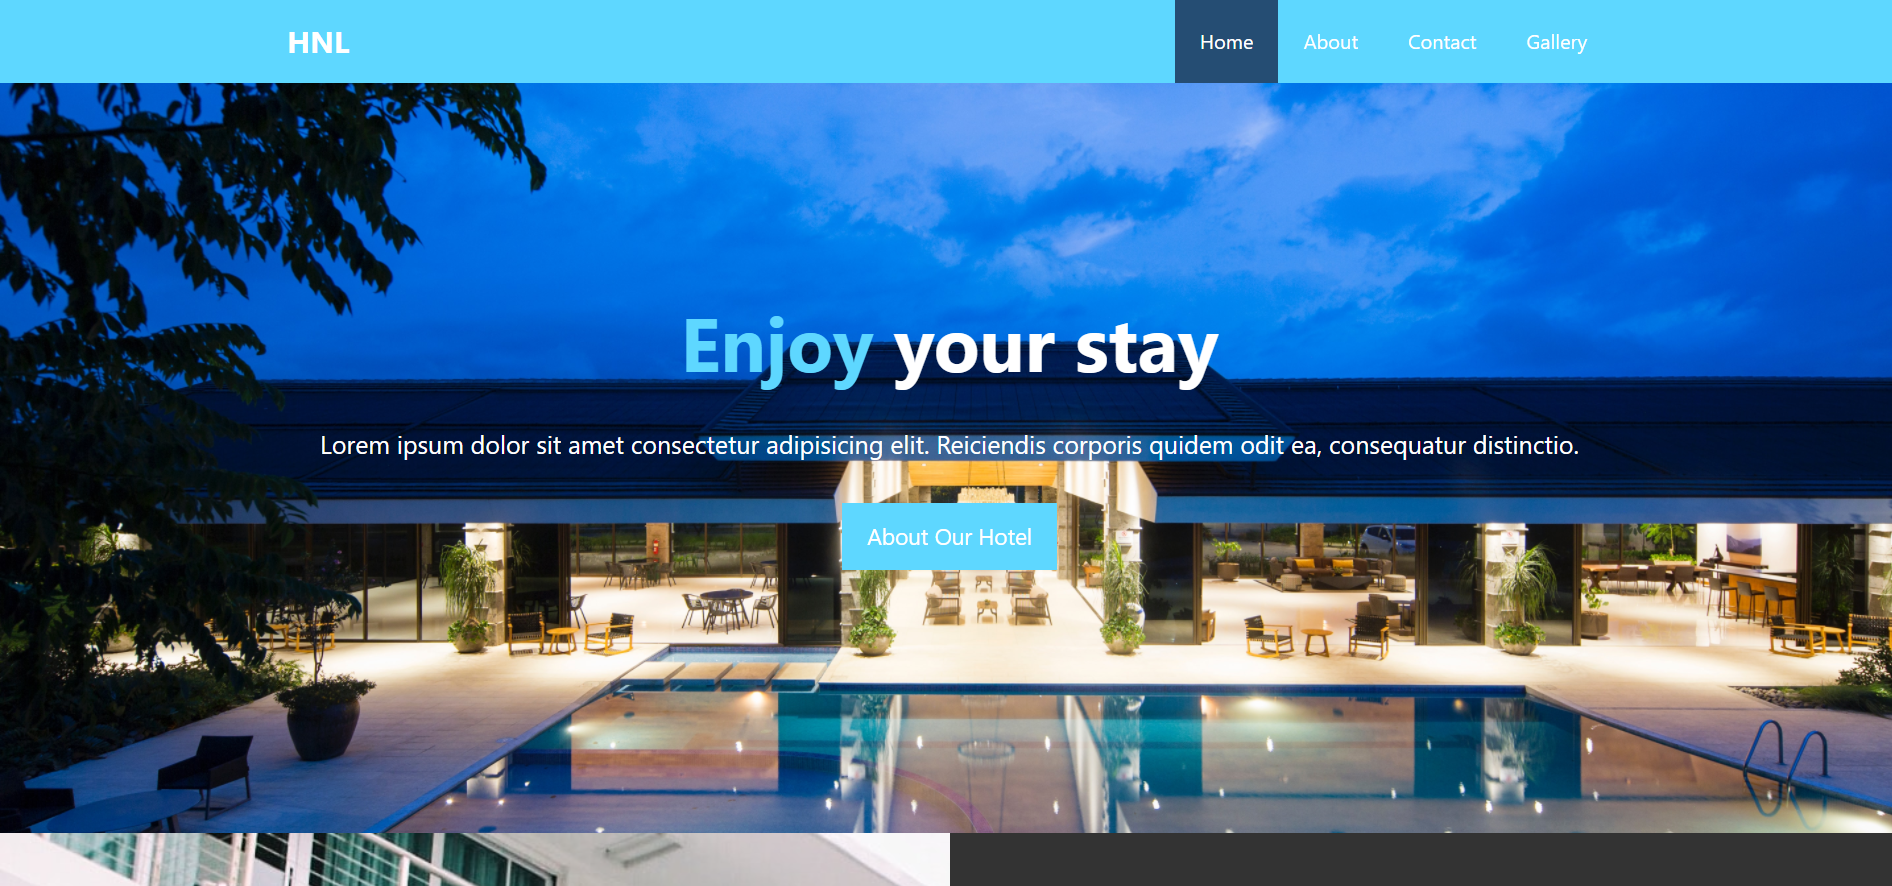 HNL
Home About Contact Gallery
Enjoy your stay
Lorem ipsum dolor sit amet consectetur adipisicing elit. Reiciendis corporis quidem odit ea, consequatur distinctio.
About Our Hotel